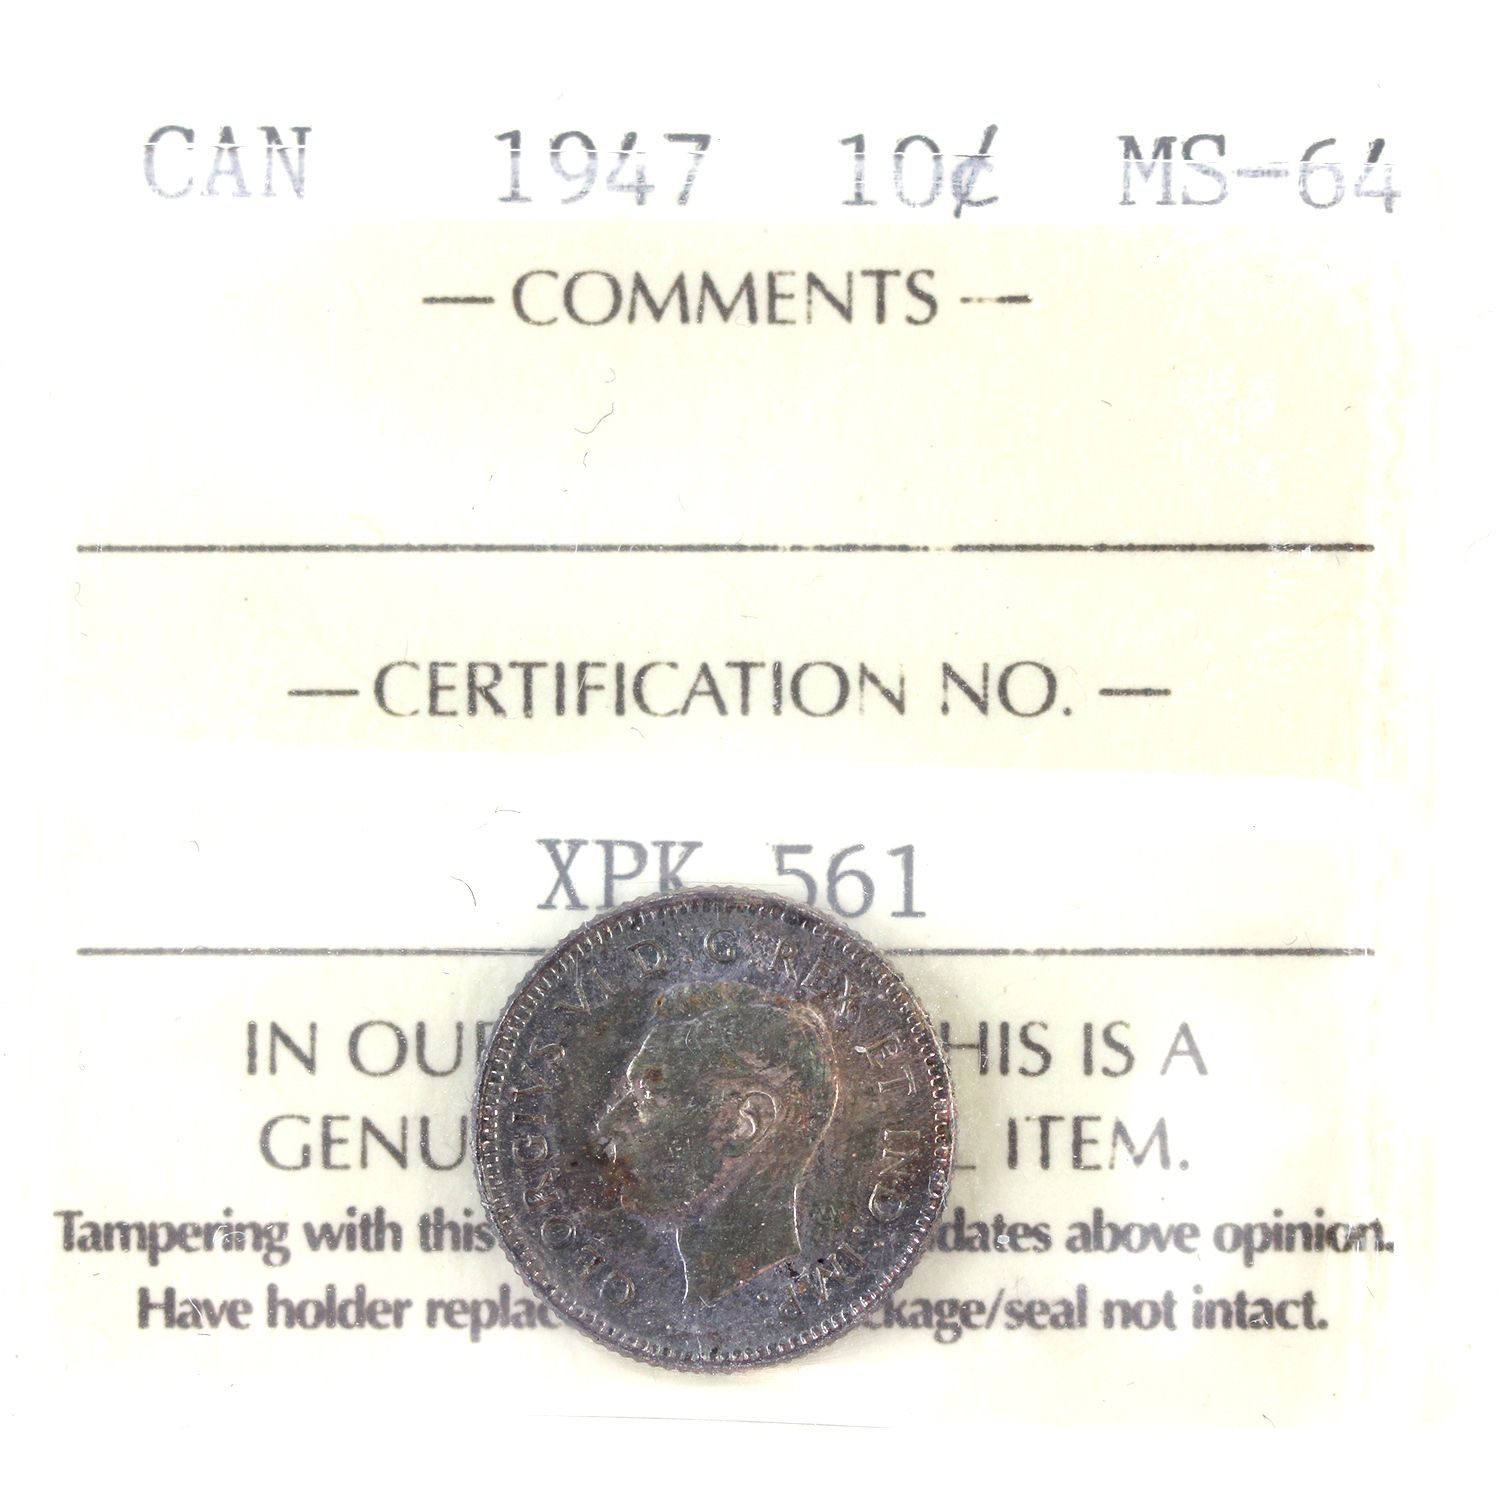 CAN 1947 10¢ MS-64
— COMMENTS —
— CERTIFICATION NO. —
XPK 561
IN OU HIS IS A
GENU ITEM.
Tampering with this dates above opinion.
Have holder replac kage/seal not intact.
GEORGIVS VI D:G:REX ET IND:IMP: